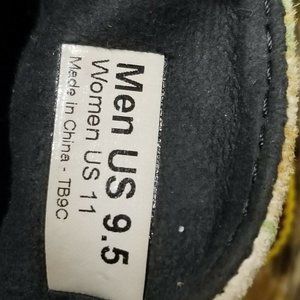 Men US 9.5
Women US 11
Made in China - TB9C